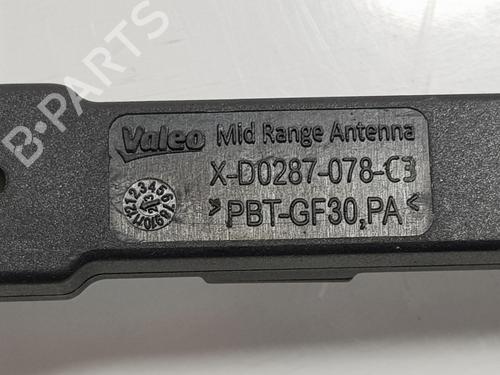 B-PARTS
Valeo Mid Range Antenna
X-D0287-078-C3
>PBT-GF30,PA<